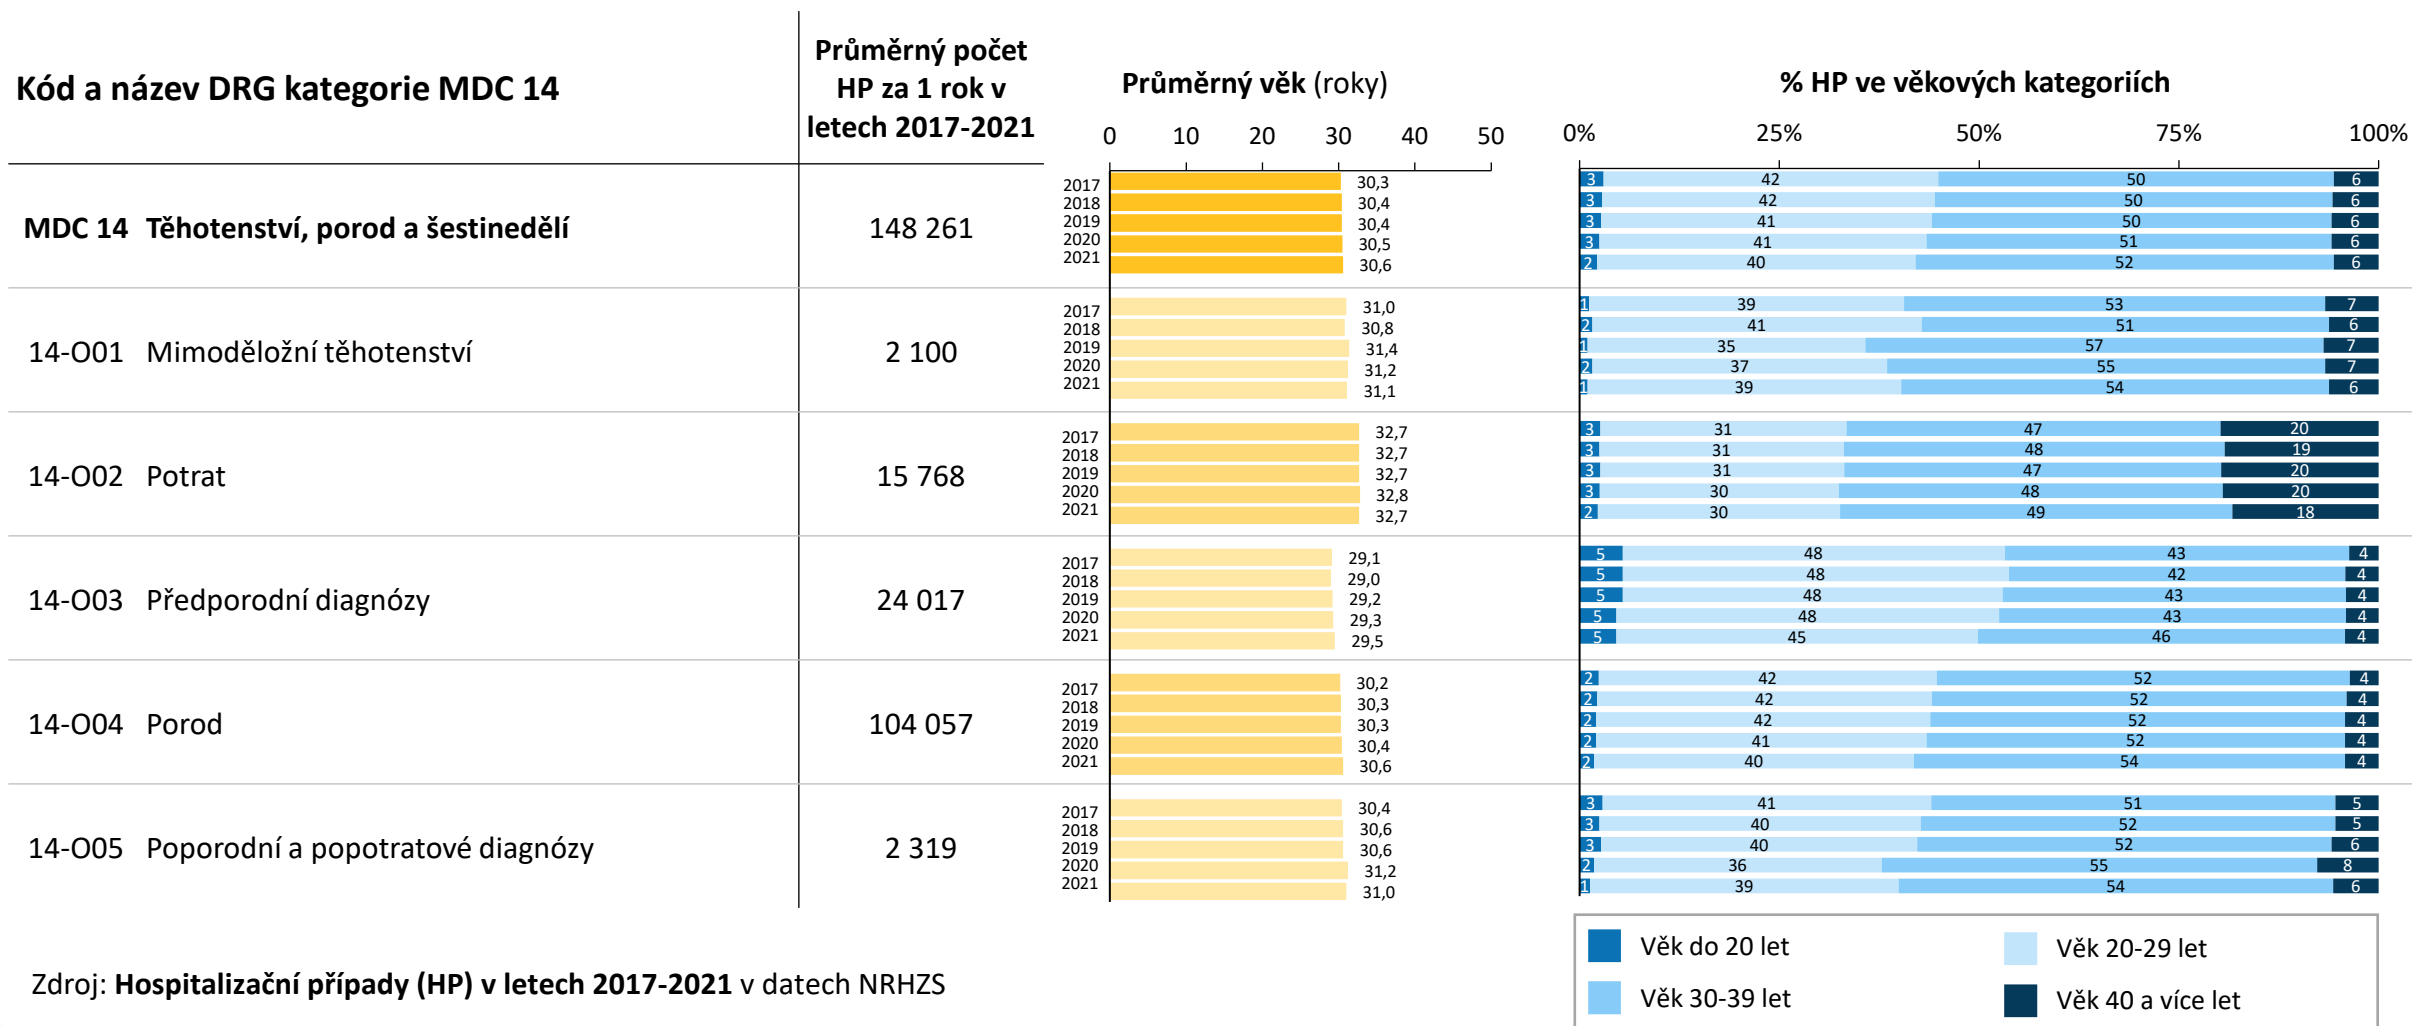 Kód a název DRG kategorie MDC 14
Průměrný počet
HP za 1 rok v
letech 2017-2021
Průměrný věk (roky)
0 10 20 30 40 50
% HP ve věkových kategoriích
0% 25% 50% 75% 100%
MDC 14 Těhotenství, porod a šestinedělí
148 261
2017 30,3 3 42 50 6
2018 30,4 3 42 50 6
2019 30,4 3 41 50 6
2020 30,5 3 41 51 6
2021 30,6 2 40 52 6
14-O01 Mimoděložní těhotenství
2 100
2017 31,0 1 39 53 7
2018 30,8 2 41 51 6
2019 31,4 1 35 57 7
2020 31,2 2 37 55 7
2021 31,1 1 39 54 6
14-O02 Potrat
15 768
2017 32,7 3 31 47 20
2018 32,7 3 31 48 19
2019 32,7 3 31 47 20
2020 32,8 3 30 48 20
2021 32,7 2 30 49 18
14-O03 Předporodní diagnózy
24 017
2017 29,1 5 48 43 4
2018 29,0 5 48 42 4
2019 29,2 5 48 43 4
2020 29,3 5 48 43 4
2021 29,5 5 45 46 4
14-O04 Porod
104 057
2017 30,2 2 42 52 4
2018 30,3 2 42 52 4
2019 30,3 2 42 52 4
2020 30,4 2 41 52 4
2021 30,6 2 40 54 4
14-O05 Poporodní a popotratové diagnózy
2 319
2017 30,4 3 41 51 5
2018 30,6 3 40 52 5
2019 30,6 3 40 52 6
2020 31,2 2 36 55 8
2021 31,0 1 39 54 6
Věk do 20 let
Věk 20-29 let
Věk 30-39 let
Věk 40 a více let
Zdroj: Hospitalizační případy (HP) v letech 2017-2021 v datech NRHZS